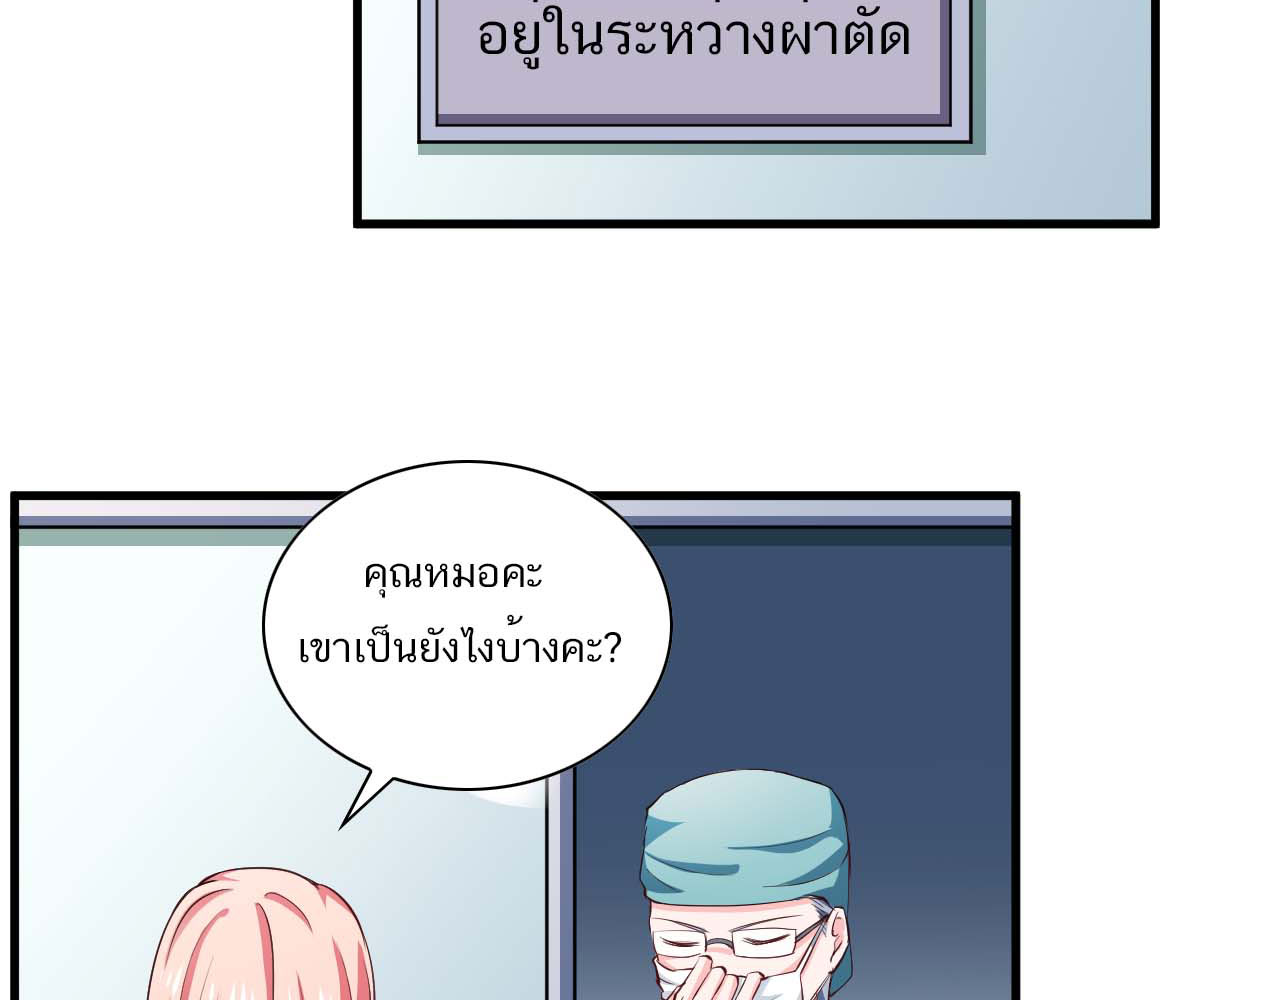 อยู่ในระหว่างผ่าตัด
คุณหมอคะ
เขาเป็นยังไงบ้างคะ?